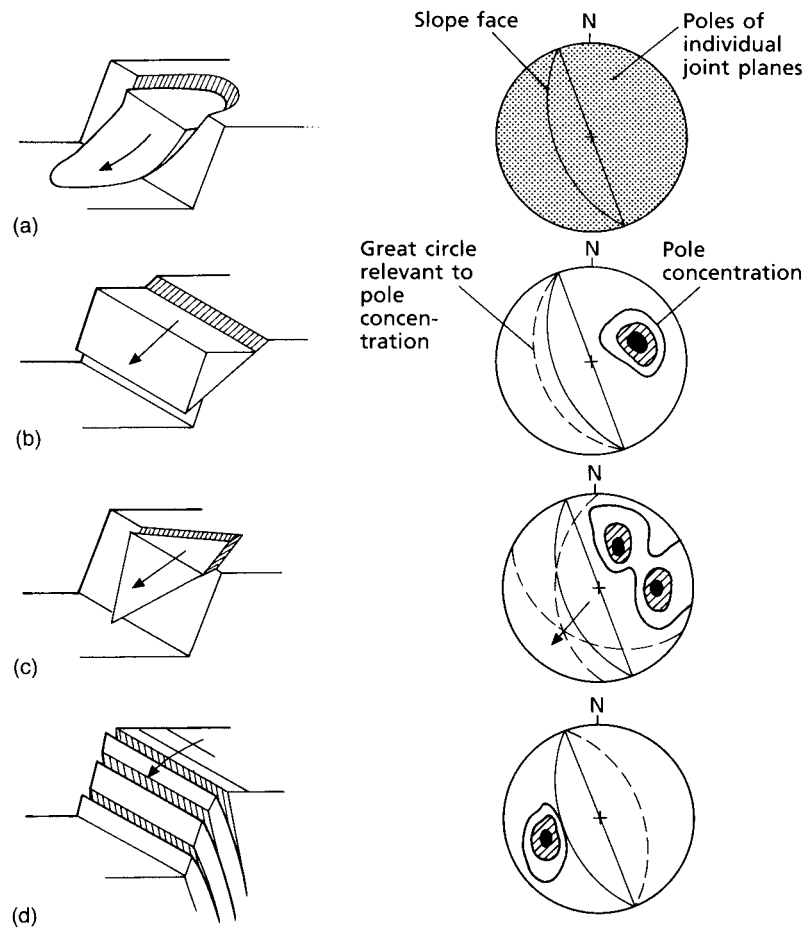 Slope face
N
Poles of
individual
joint planes
(a)
Great circle
relevant to
pole
concen-
tration
N
Pole
concentration
(b)
N
(c)
N
(d)